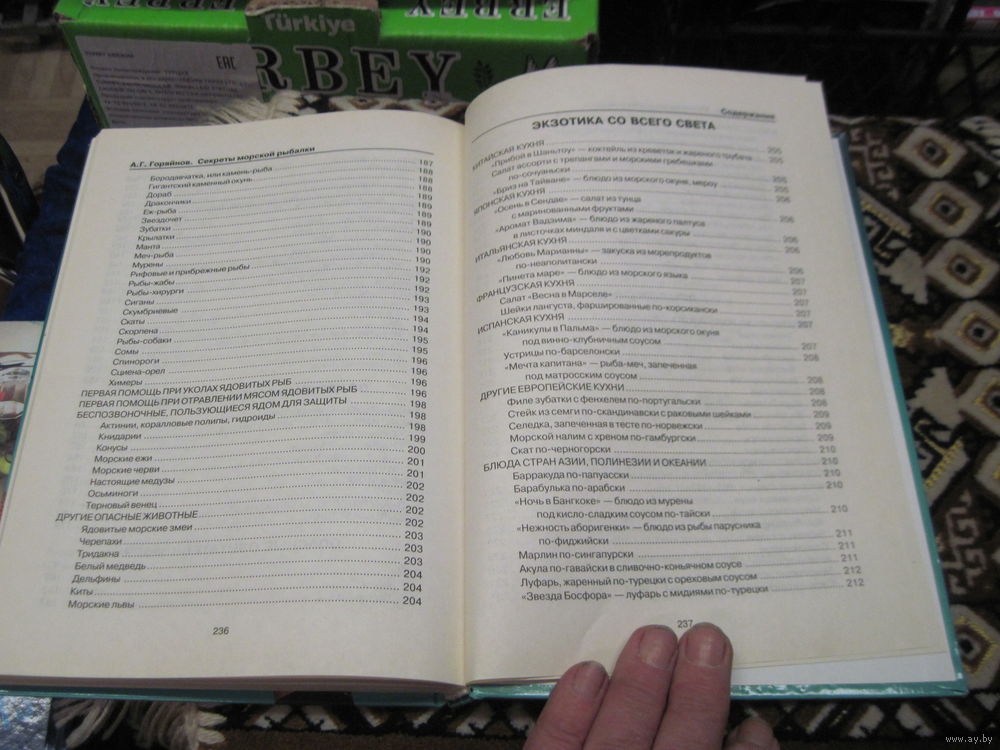 Türkiye
ERBEY
EAC
RBEY
А.Г. Горяйнов. Секреты морской рыбалки
Бородавчатка, или камень-рыба 187
Гигантский каменный окунь 188
Дораб 188
Дракончики 188
Еж-рыба 189
Звездочет 189
Зубатки 189
Крылатки 190
Манта 190
Меч-рыба 190
Мурены 190
Рифовые и прибрежные рыбы 192
Рыбы-жабы 192
Рыбы-хирурги 192
Сиганы 193
Скумбриевые 193
Скаты 194
Скорпена 194
Рыбы-собаки 195
Сомы 195
Спинороги 196
Сциена-орел 196
Химеры 196
ПЕРВАЯ ПОМОЩЬ ПРИ УКОЛАХ ЯДОВИТЫХ РЫБ 196
ПЕРВАЯ ПОМОЩЬ ПРИ ОТРАВЛЕНИИ МЯСОМ ЯДОВИТЫХ РЫБ 198
БЕСПОЗВОНОЧНЫЕ, ПОЛЬЗУЮЩИЕСЯ ЯДОМ ДЛЯ ЗАЩИТЫ 198
Актинии, коралловые полипы, гидроиды 198
Книдарии 199
Конусы 200
Морские ежи 201
Морские черви 201
Настоящие медузы 202
Осьминоги 202
Терновый венец 202
ДРУГИЕ ОПАСНЫЕ ЖИВОТНЫЕ 202
Ядовитые морские змеи 203
Черепахи 203
Тридакна 203
Белый медведь 204
Дельфины 204
Киты 204
Морские львы 204
236
Содержание
ЭКЗОТИКА СО ВСЕГО СВЕТА
КИТАЙСКАЯ КУХНЯ 205
«Прибой в Шаньтоу» — коктейль из креветок и жареного трубача 205
Салат ассорти с трепангами и морскими гребешками
по-сочуаньски 205
«Бриз на Тайване» — блюдо из морского окуня, мероу 205
ЯПОНСКАЯ КУХНЯ 206
«Осень в Сендае» — салат из тунца
с маринованными фруктами 206
«Аромат Вадзима» — блюдо из жареного палтуса
в листочках миндаля и с цветками сакуры 206
ИТАЛЬЯНСКАЯ КУХНЯ
«Любовь Марианны» — закуска из морепродуктов
по-неаполитански 206
«Пинета маре» — блюдо из морского языка 207
ФРАНЦУЗСКАЯ КУХНЯ 207
Салат «Весна в Марселе» 207
Шейки лангуста, фаршированные по-корсикански 207
ИСПАНСКАЯ КУХНЯ
«Каникулы в Пальма» — блюдо из морского окуня
под винно-клубничным соусом 207
Устрицы по-барселонски 208
«Мечта капитана» — рыба-меч, запеченная
под матросским соусом 208
ДРУГИЕ ЕВРОПЕЙСКИЕ КУХНИ 208
Филе зубатки с фенхелем по-португальски 208
Стейк из семги по-скандинавски с раковыми шейками 209
Селедка, запеченная в тесте по-норвежски 209
Морской налим с хреном по-гамбургски 209
Скат по-черногорски 210
БЛЮДА СТРАН АЗИИ, ПОЛИНЕЗИИ И ОКЕАНИИ 210
Барракуда по-папуасски 210
Барабулька по-арабски 210
«Ночь в Бангкоке» — блюдо из мурены
под кисло-сладким соусом по-тайски 210
«Нежность аборигенки» — блюдо из рыбы парусника
по-фиджийски 211
Марлин по-сингапурски 211
Акула по-гавайски в сливочно-коньячном соусе 211
Луфарь, жаренный по-турецки с ореховым соусом 212
«Звезда Босфора» — луфарь с мидиями по-турецки 212
237
www.ay.by